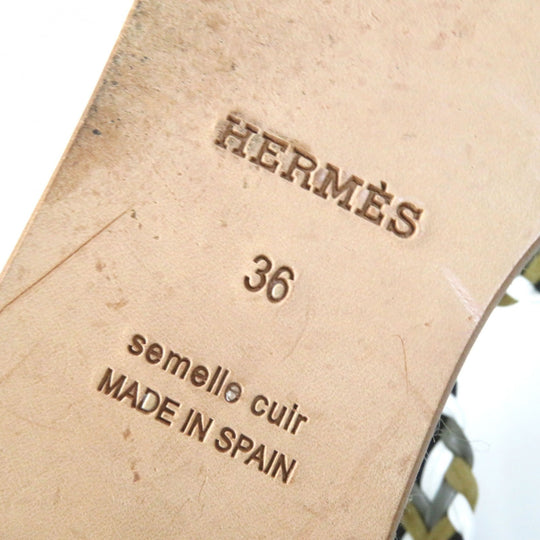 HERMÈS
36
semelle cuir
MADE IN SPAIN